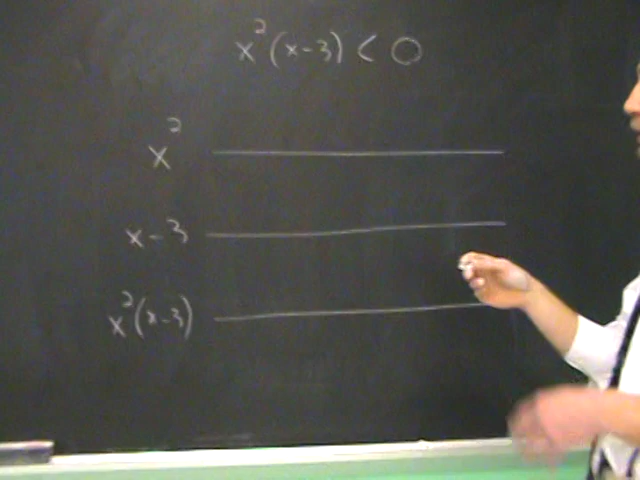 x²(x-3) < 0
x²
x-3
x²(x-3)